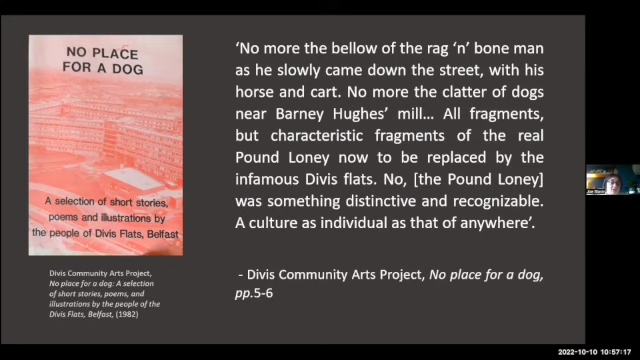 NO PLACE
FOR A DOG
A selection of short stories,
poems and illustrations by
the people of Divis Flats, Belfast
Divis Community Arts Project,
No place for a dog: A selection
of short stories, poems, and
illustrations by the people of the
Divis Flats, Belfast, (1982)
‘No more the bellow of the rag ‘n’ bone man
as he slowly came down the street, with his
horse and cart. No more the clatter of dogs
near Barney Hughes’ mill… All fragments,
but characteristic fragments of the real
Pound Loney now to be replaced by the
infamous Divis flats. No, [the Pound Loney]
was something distinctive and recognizable.
A culture as individual as that of anywhere’.
- Divis Community Arts Project, No place for a dog,
pp.5-6
2022-10-10 10:57:17